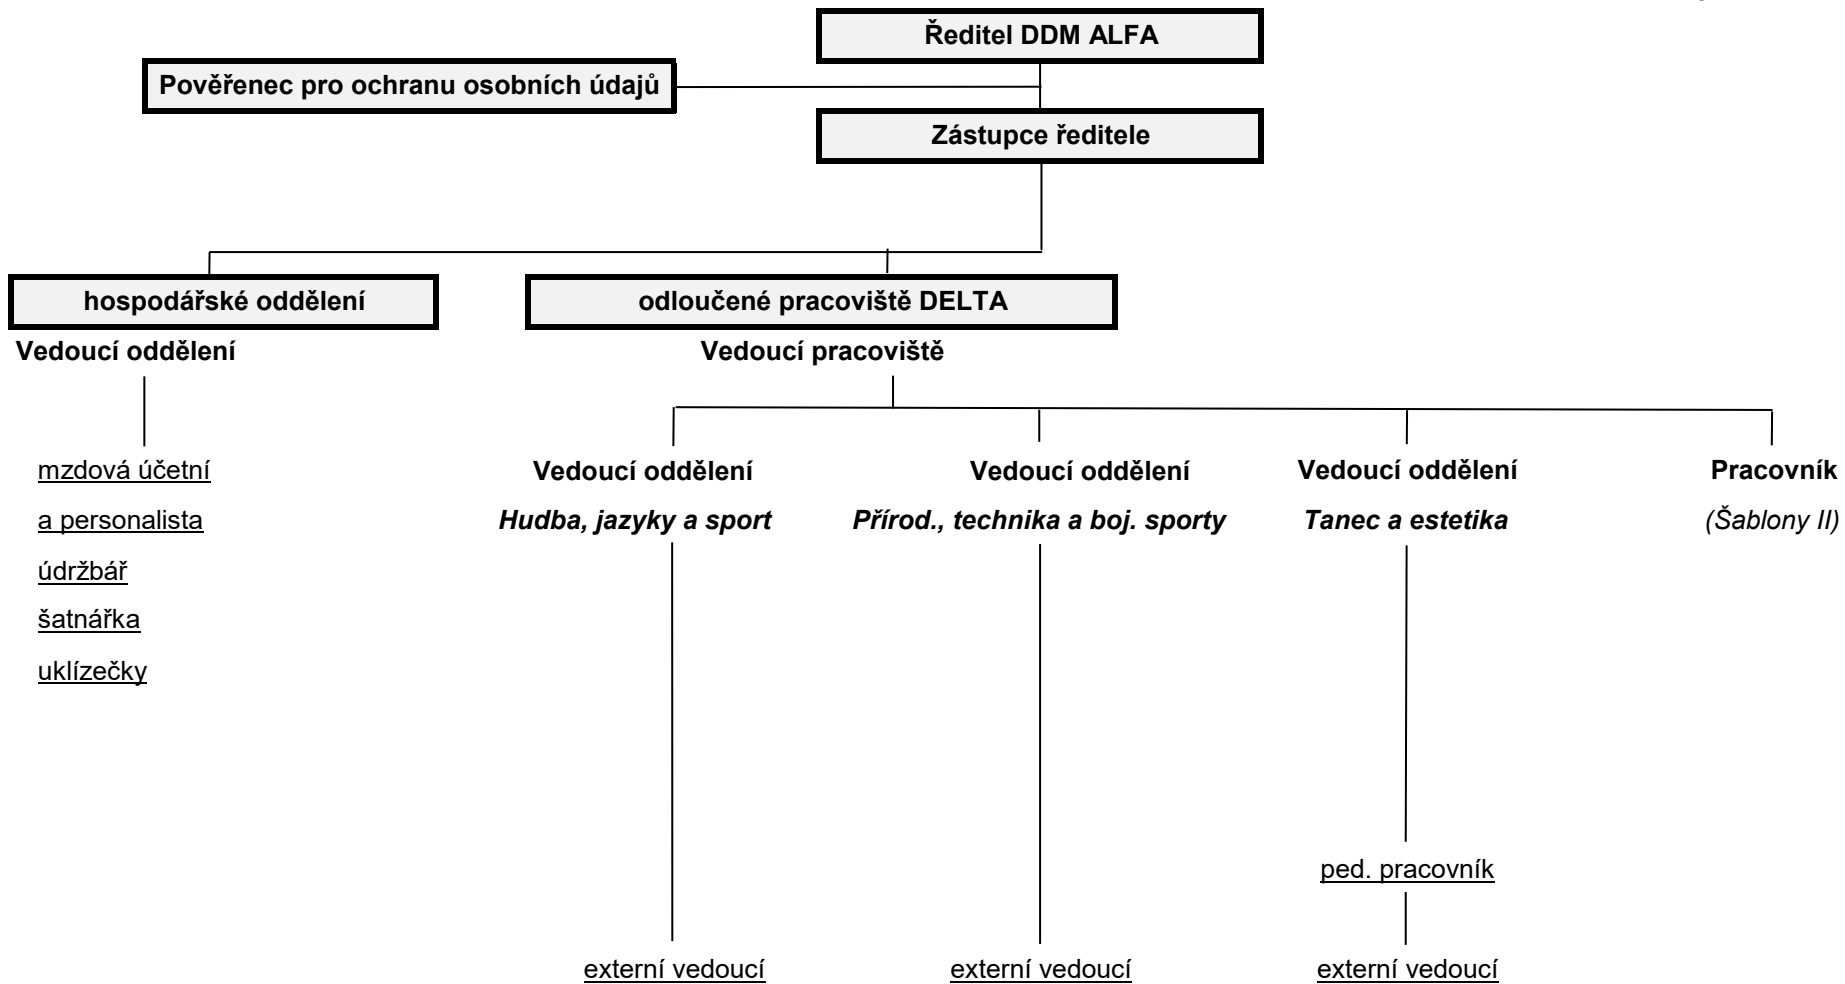 Ředitel DDM ALFA
Pověřenec pro ochranu osobních údajů
Zástupce ředitele
hospodářské oddělení
odloučené pracoviště DELTA
Vedoucí oddělení
Vedoucí pracoviště
mzdová účetní
a personalista
údržbář
šatnářka
uklízečky
Vedoucí oddělení
Hudba, jazyky a sport
Vedoucí oddělení
Přírod., technika a boj. sporty
Vedoucí oddělení
Tanec a estetika
Pracovník
(Šablony II)
ped. pracovník
externí vedoucí
externí vedoucí
externí vedoucí